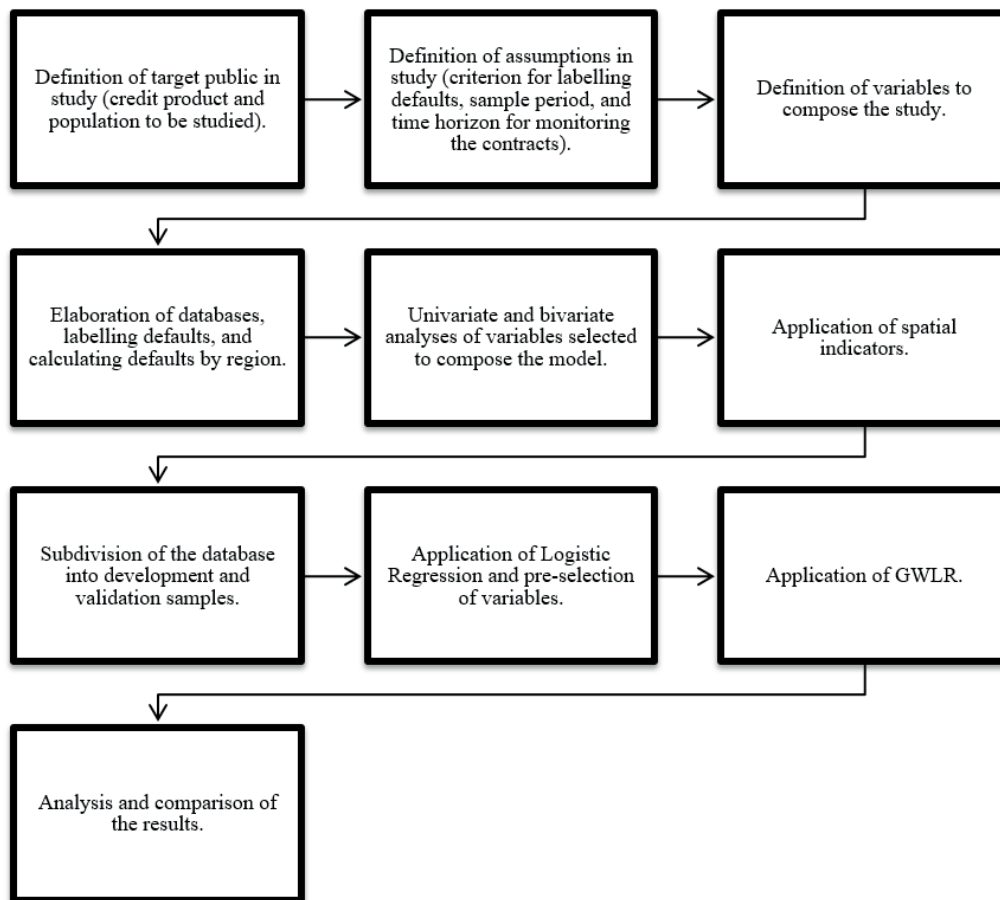 Definition of target public in
study (credit product and
population to be studied).
Definition of assumptions in
study (criterion for labelling
defaults, sample period, and
time horizon for monitoring
the contracts).
Definition of variables to
compose the study.
Elaboration of databases,
labelling defaults, and
calculating defaults by region.
Univariate and bivariate
analyses of variables selected
to compose the model.
Application of spatial
indicators.
Subdivision of the database
into development and
validation samples.
Application of Logistic
Regression and pre-selection
of variables.
Application of GWLR.
Analysis and comparison of
the results.